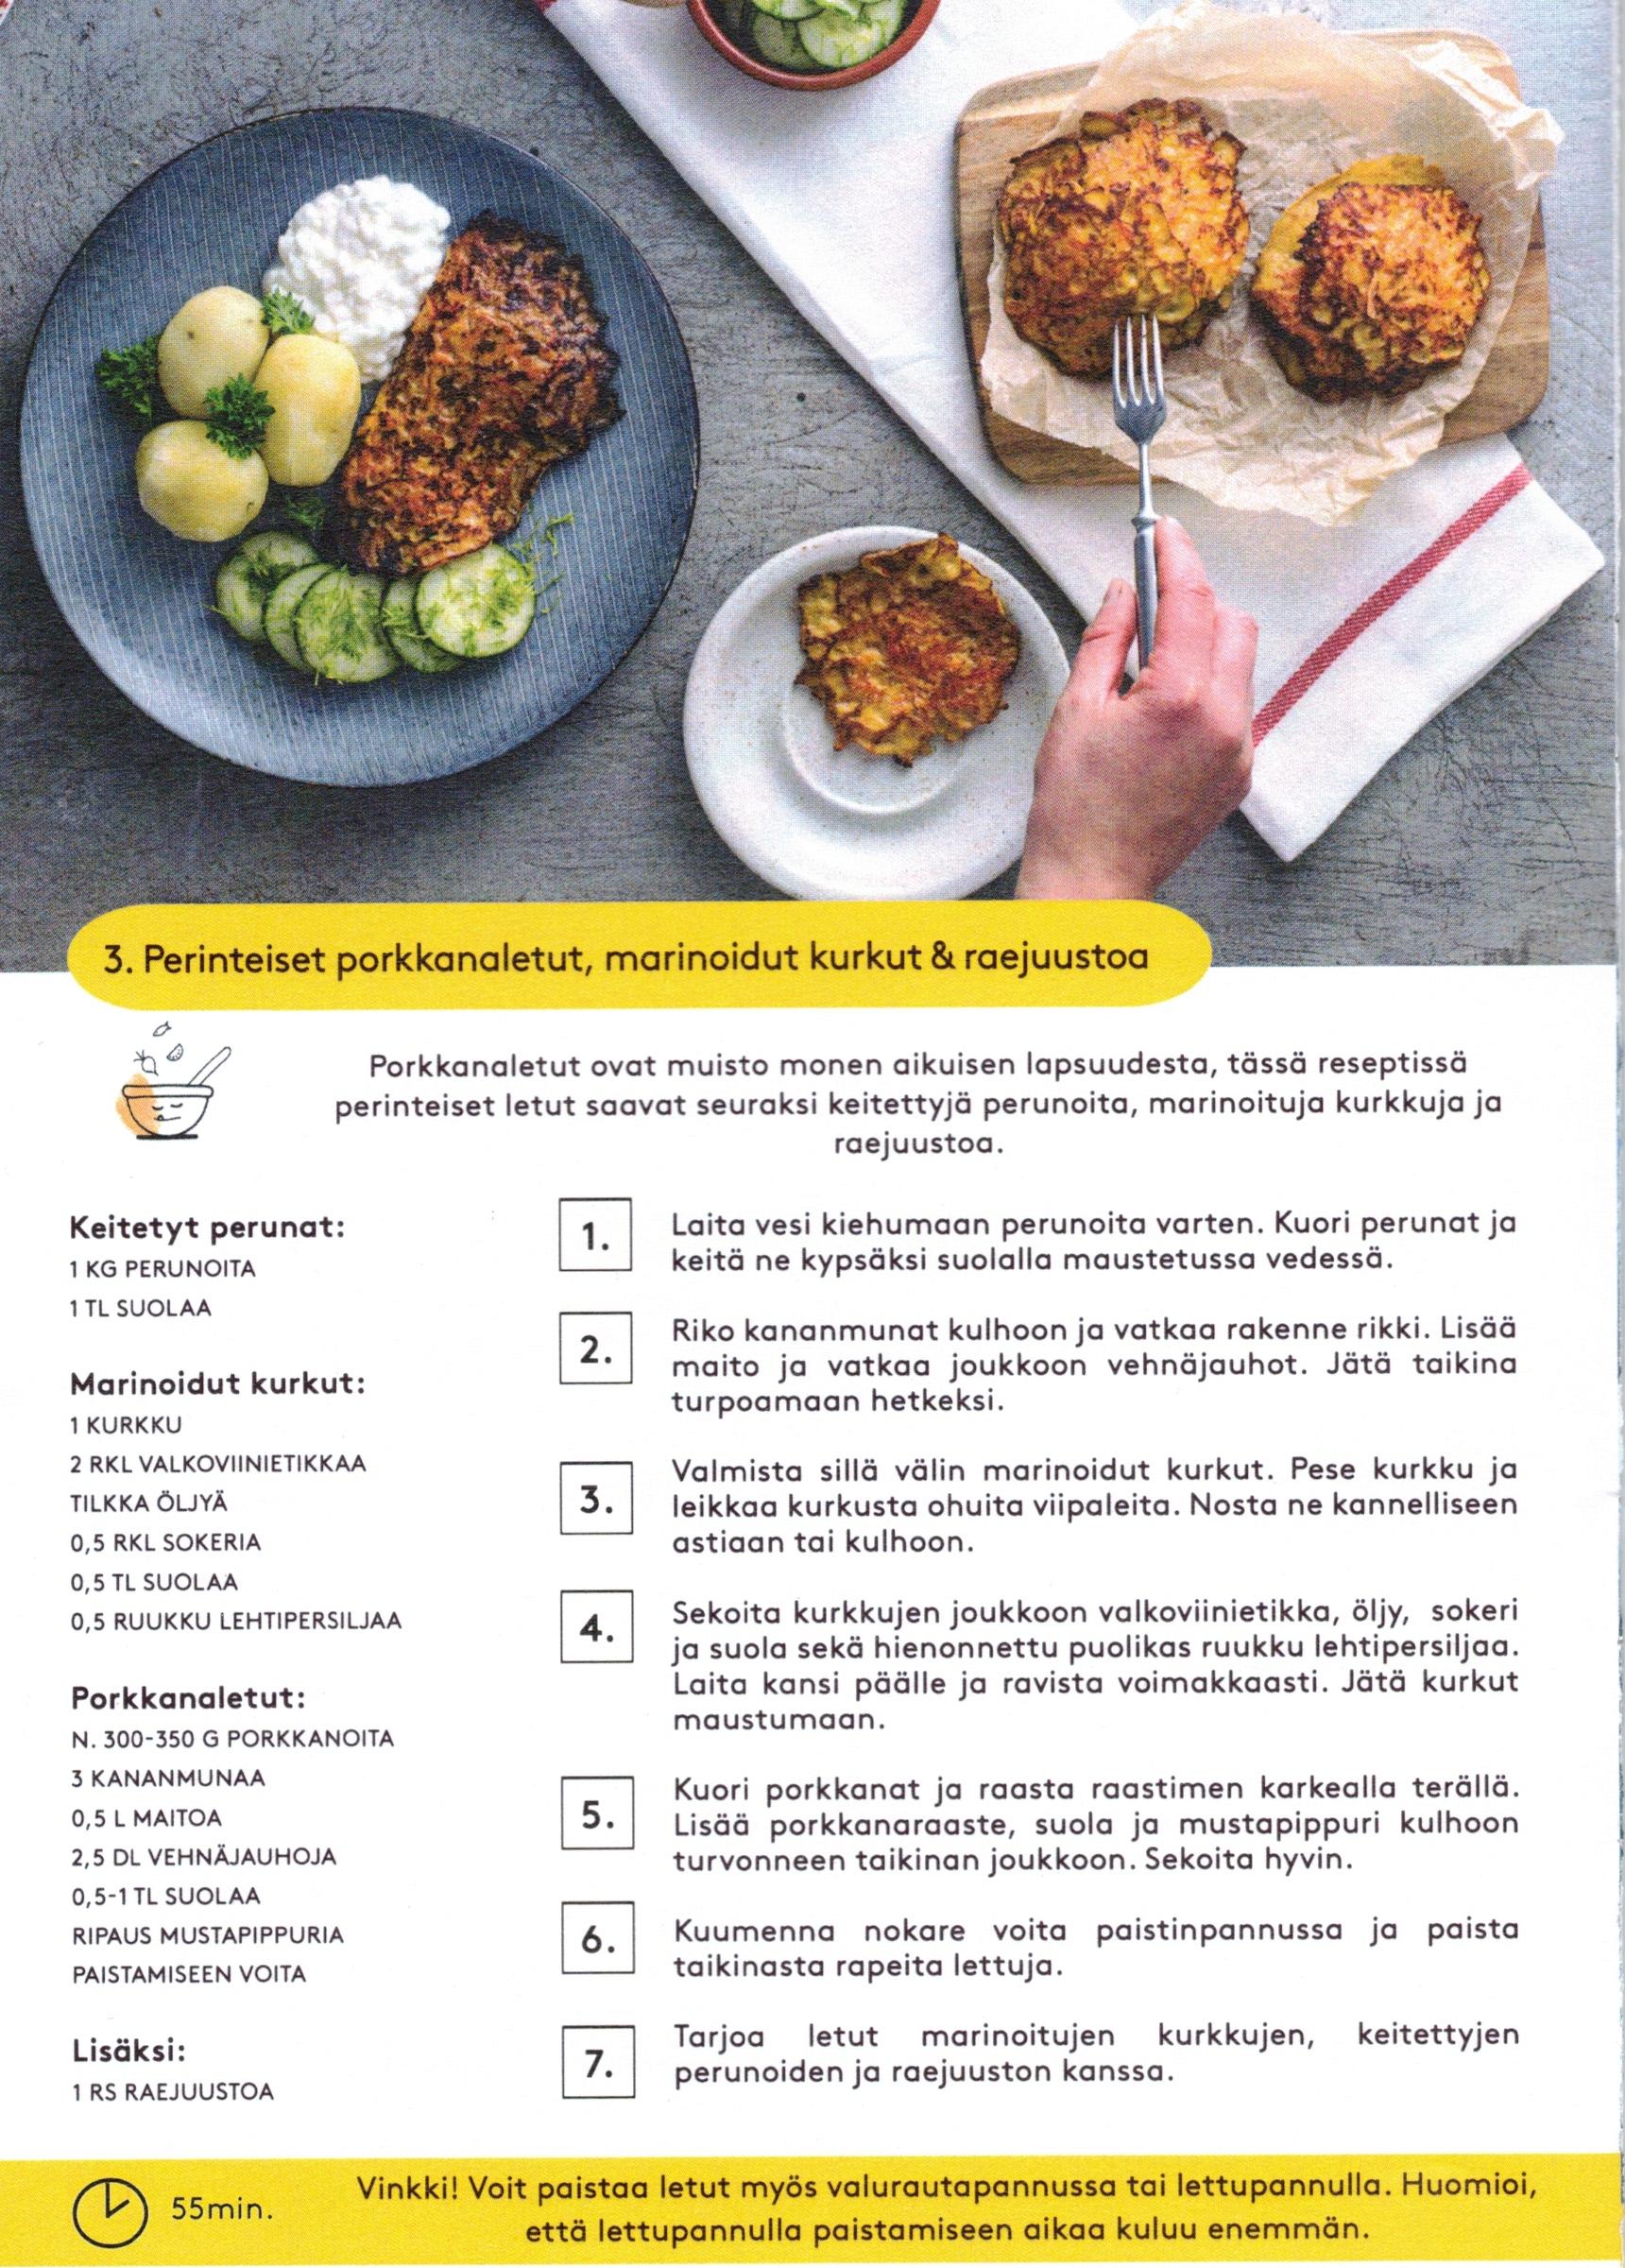 3. Perinteiset porkkanaletut, marinoidut kurkut & raejuustoa
Porkkanaletut ovat muisto monen aikuisen lapsuudesta, tässä reseptissä
perinteiset letut saavat seuraksi keitettyjä perunoita, marinoituja kurkkuja ja
raejuustoa.
Keitetyt perunat:
1 KG PERUNOITA
1 TL SUOLAA
Marinoidut kurkut:
1 KURKKU
2 RKL VALKOVIINIETIKKAA
TILKKA ÖLJYÄ
0,5 RKL SOKERIA
0,5 TL SUOLAA
0,5 RUUKKU LEHTIPERSILJAA
Porkkanaletut:
N. 300-350 G PORKKANOITA
3 KANANMUNAA
0,5 L MAITOA
2,5 DL VEHNÄJAUHOJA
0,5-1 TL SUOLAA
RIPAUS MUSTAPIPPURIA
PAISTAMISEEN VOITA
Lisäksi:
1 RS RAEJUUSTOA
1.
Laita vesi kiehumaan perunoita varten. Kuori perunat ja
keitä ne kypsäksi suolalla maustetussa vedessä.
2.
Riko kananmunat kulhoon ja vatkaa rakenne rikki. Lisää
maito ja vatkaa joukkoon vehnäjauhot. Jätä taikina
turpoamaan hetkeksi.
3.
Valmista sillä välin marinoidut kurkut. Pese kurkku ja
leikkaa kurkusta ohuita viipaleita. Nosta ne kannelliseen
astiaan tai kulhoon.
4.
Sekoita kurkkujen joukkoon valkoviinietikka, öljy, sokeri
ja suola sekä hienonnettu puolikas ruukku lehtipersiljaa.
Laita kansi päälle ja ravista voimakkaasti. Jätä kurkut
maustumaan.
5.
Kuori porkkanat ja raasta raastimen karkealla terällä.
Lisää porkkanaraaste, suola ja mustapippuri kulhoon
turvonneen taikinan joukkoon. Sekoita hyvin.
6.
Kuumenna nokare voita paistinpannussa ja paista
taikinasta rapeita lettuja.
7.
Tarjoa letut marinoitujen kurkkujen, keitettyjen
perunoiden ja raejuuston kanssa.
55min.
Vinkki! Voit paistaa letut myös valurautapannussa tai lettupannulla. Huomioi,
että lettupannulla paistamiseen aikaa kuluu enemmän.